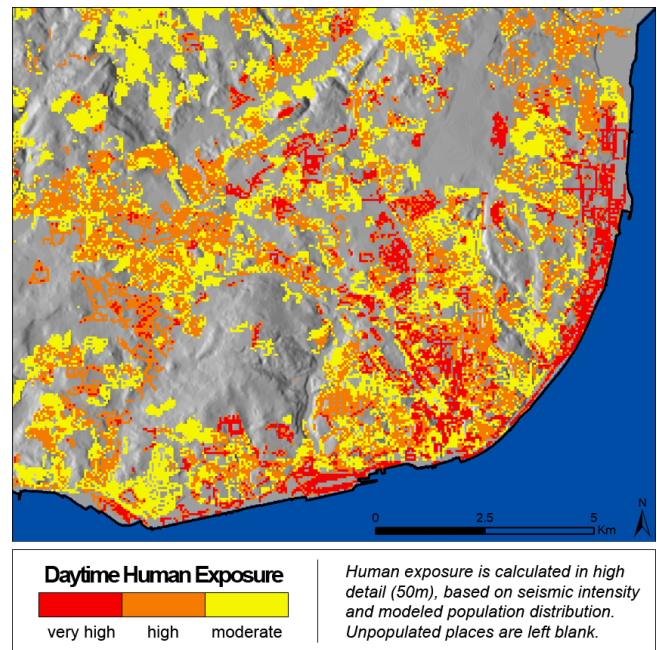 N
0 2.5 5
Km
Daytime Human Exposure
very high high moderate
Human exposure is calculated in high
detail (50m), based on seismic intensity
and modeled population distribution.
Unpopulated places are left blank.